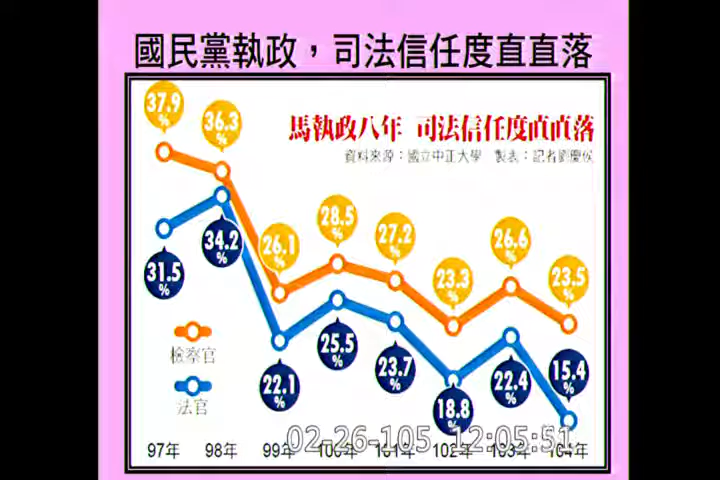 國民黨執政，司法信任度直直落
馬執政八年 司法信任度直直落
資料來源：國立中正大學 製表：記者劉慶侯
37.9%
36.3%
26.1%
28.5%
27.2%
23.3%
26.6%
23.5%
31.5%
34.2%
22.1%
25.5%
23.7%
18.8%
22.4%
15.4%
檢察官
法官
97年 98年 99年 100年 101年 102年 103年 104年
02-26-105 12:05:51